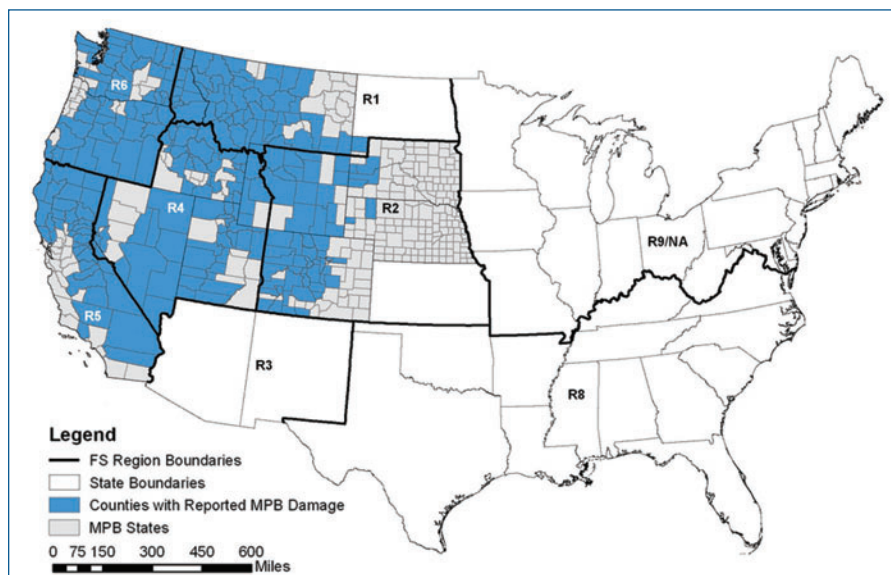 R6
R1
R4
R2
R9/NA
R5
R3
R8
Legend
FS Region Boundaries
State Boundaries
Counties with Reported MPB Damage
MPB States
0 75 150 300 450 600
Miles